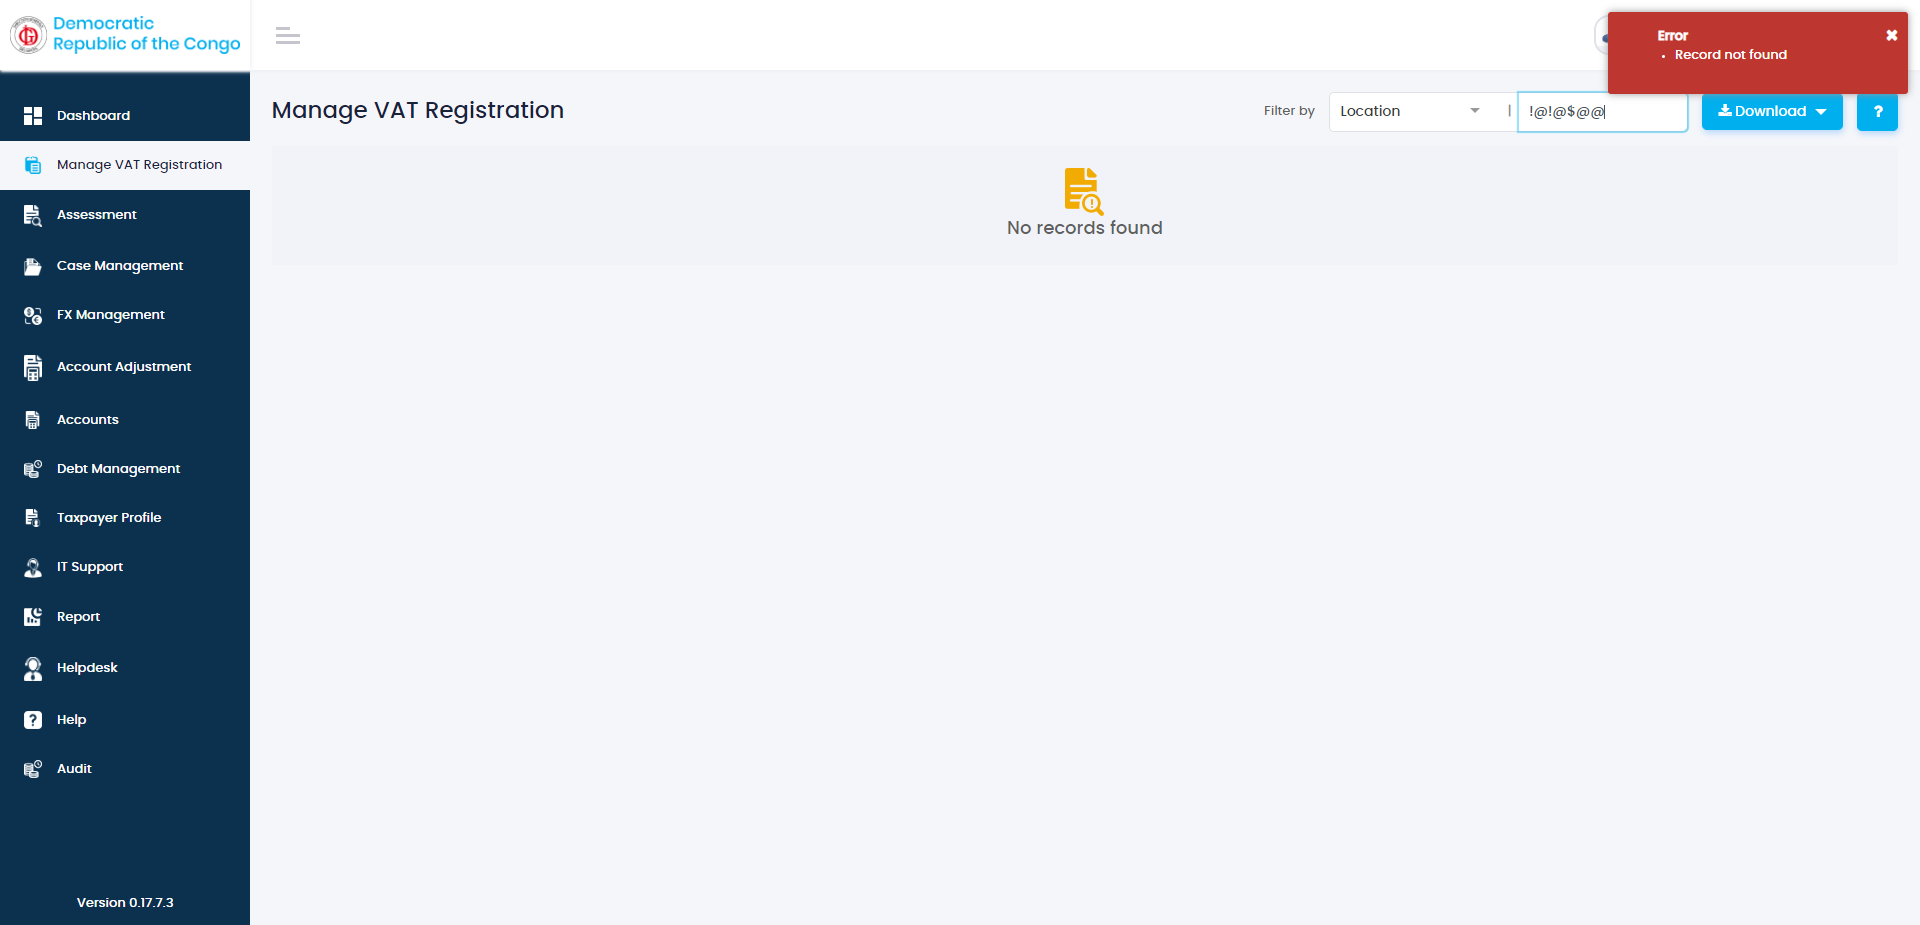 Democratic
Republic of the Congo
Error
Record not found
Manage VAT Registration
Filter by
Location
!@!@$@@
Download
?
No records found
Dashboard
Manage VAT Registration
Assessment
Case Management
FX Management
Account Adjustment
Accounts
Debt Management
Taxpayer Profile
IT Support
Report
Helpdesk
Help
Audit
Version 0.17.7.3